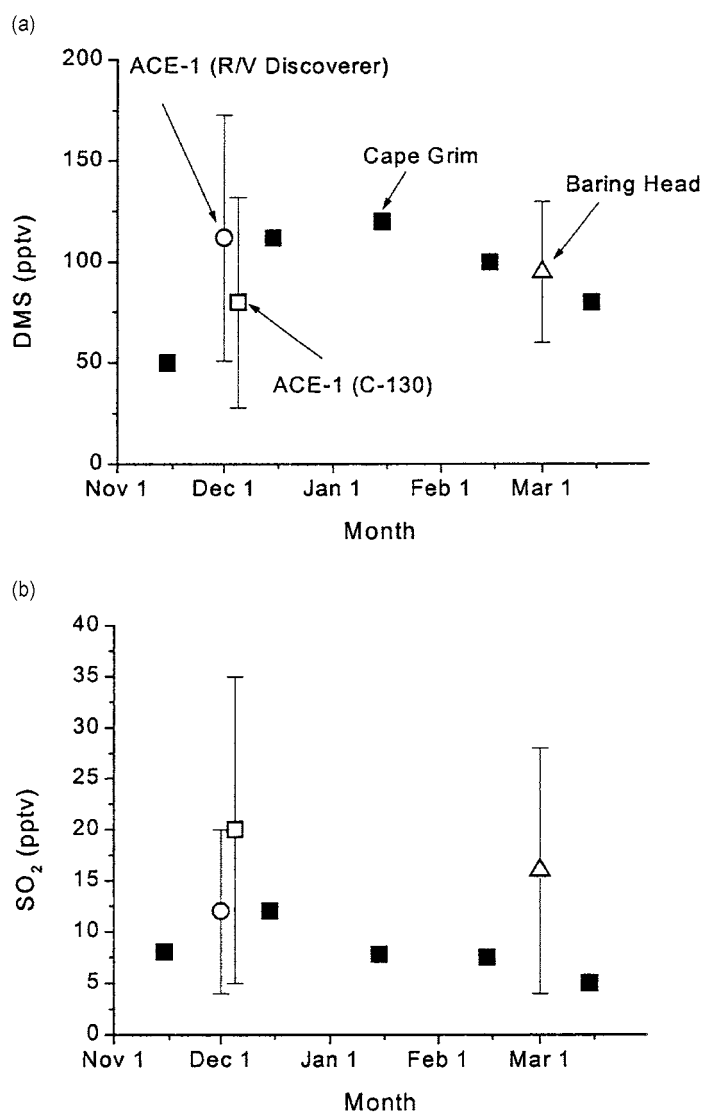 (a)
ACE-1 (R/V Discoverer)
200
150
100
50
0
DMS (pptv)
Cape Grim
Baring Head
ACE-1 (C-130)
Nov 1 Dec 1 Jan 1 Feb 1 Mar 1
Month
(b)
40
35
30
25
20
15
10
5
0
SO₂ (pptv)
Nov 1 Dec 1 Jan 1 Feb 1 Mar 1
Month